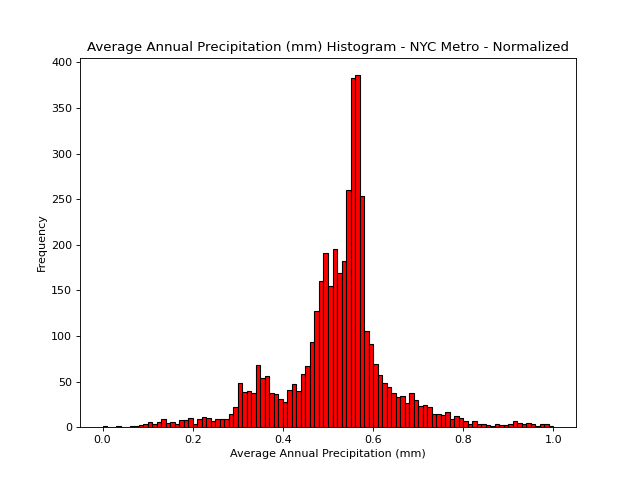 Average Annual Precipitation (mm) Histogram - NYC Metro - Normalized
400
350
300
250
200
150
100
50
0
Frequency
0.0 0.2 0.4 0.6 0.8 1.0
Average Annual Precipitation (mm)